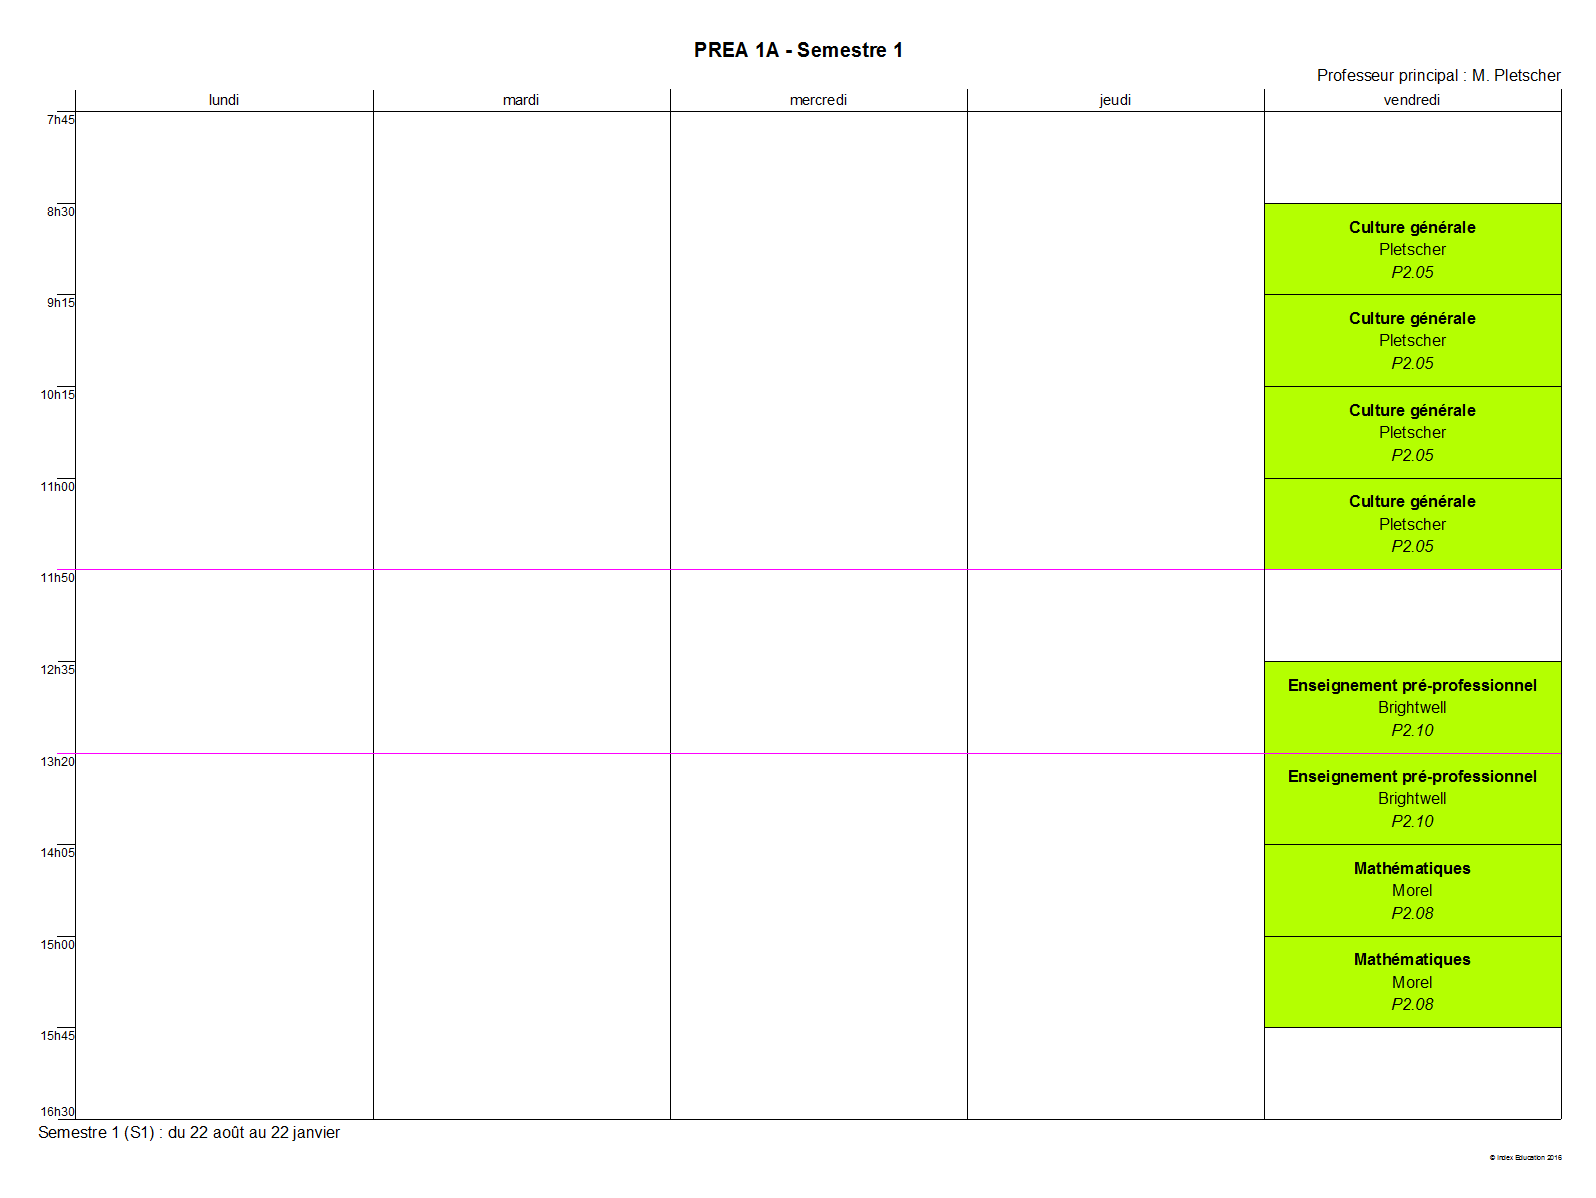 PREA 1A - Semestre 1
Professeur principal : M. Pletscher
lundi mardi mercredi jeudi vendredi
7h45
8h30
Culture générale
Pletscher
P2.05
9h15
Culture générale
Pletscher
P2.05
10h15
Culture générale
Pletscher
P2.05
11h00
Culture générale
Pletscher
P2.05
11h50
12h35
Enseignement pré-professionnel
Brightwell
P2.10
13h20
Enseignement pré-professionnel
Brightwell
P2.10
14h05
Mathématiques
Morel
P2.08
15h00
Mathématiques
Morel
P2.08
15h45
16h30
Semestre 1 (S1) : du 22 août au 22 janvier
© Index Education 2016